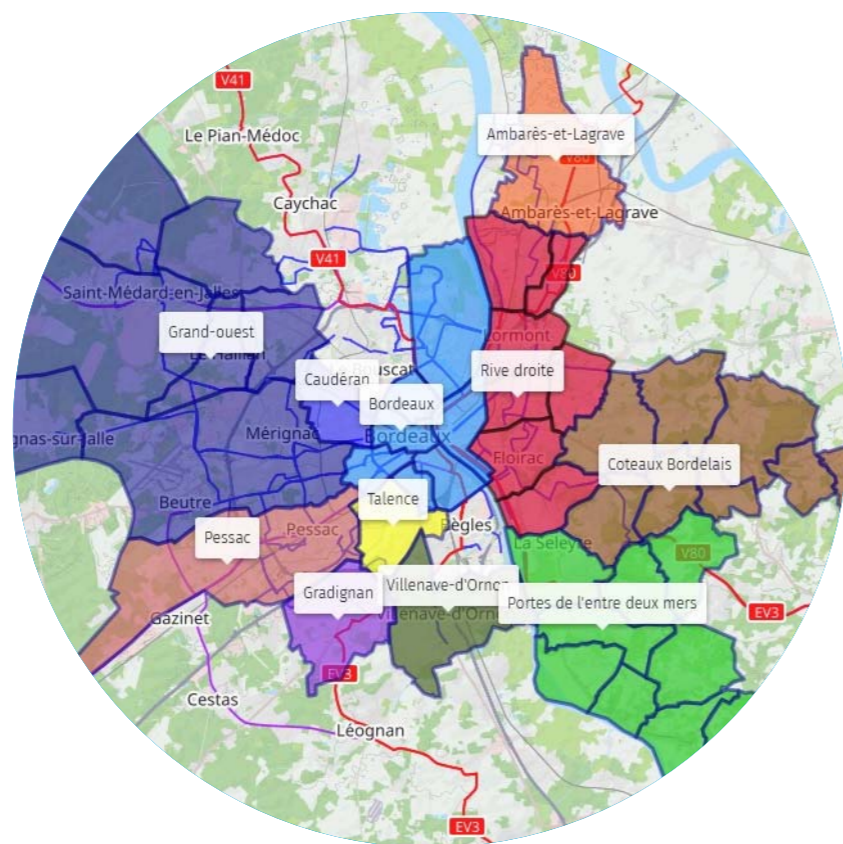 V41
Le Pian-Médoc
Ambarès-et-Lagrave
V80
Caychac
Ambarès-et-Lagrave
V41
V80
Saint-Médard-en-Jalles
Grand-ouest
Lormont
Rive droite
Caudéran
Bordeaux
Mérignac
Bordeaux
Floirac
Coteaux Bordelais
Beutre
Talence
Pessac
Pessac
Bègles
V80
Gradignan
Villenave-d'Ornon
Portes de l'entre deux mers
EV3
Gazinet
EV3
Cestas
Léognan
EV3